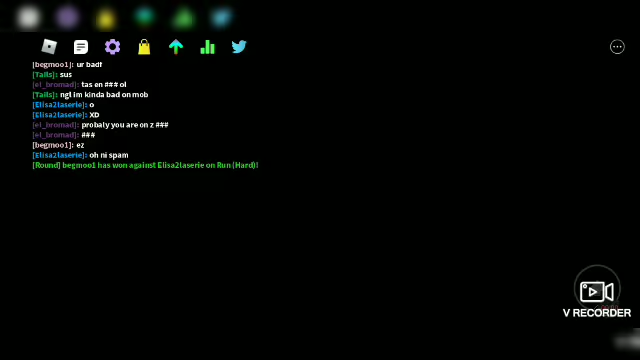 [begmoo1]: ur badf
[Tails]: sus
[el_bromad]: tas en ### ol
[Tails]: ngl im kinda bad on mob
[Elisa2laserie]: o
[Elisa2laserie]: XD
[el_bromad]: probaly you are on z ###
[el_bromad]: ###
[begmoo1]: ez
[Elisa2laserie]: oh ni spam
[Round] begmoo1 has won against Elisa2laserie on Run (Hard)!
V RECORDER